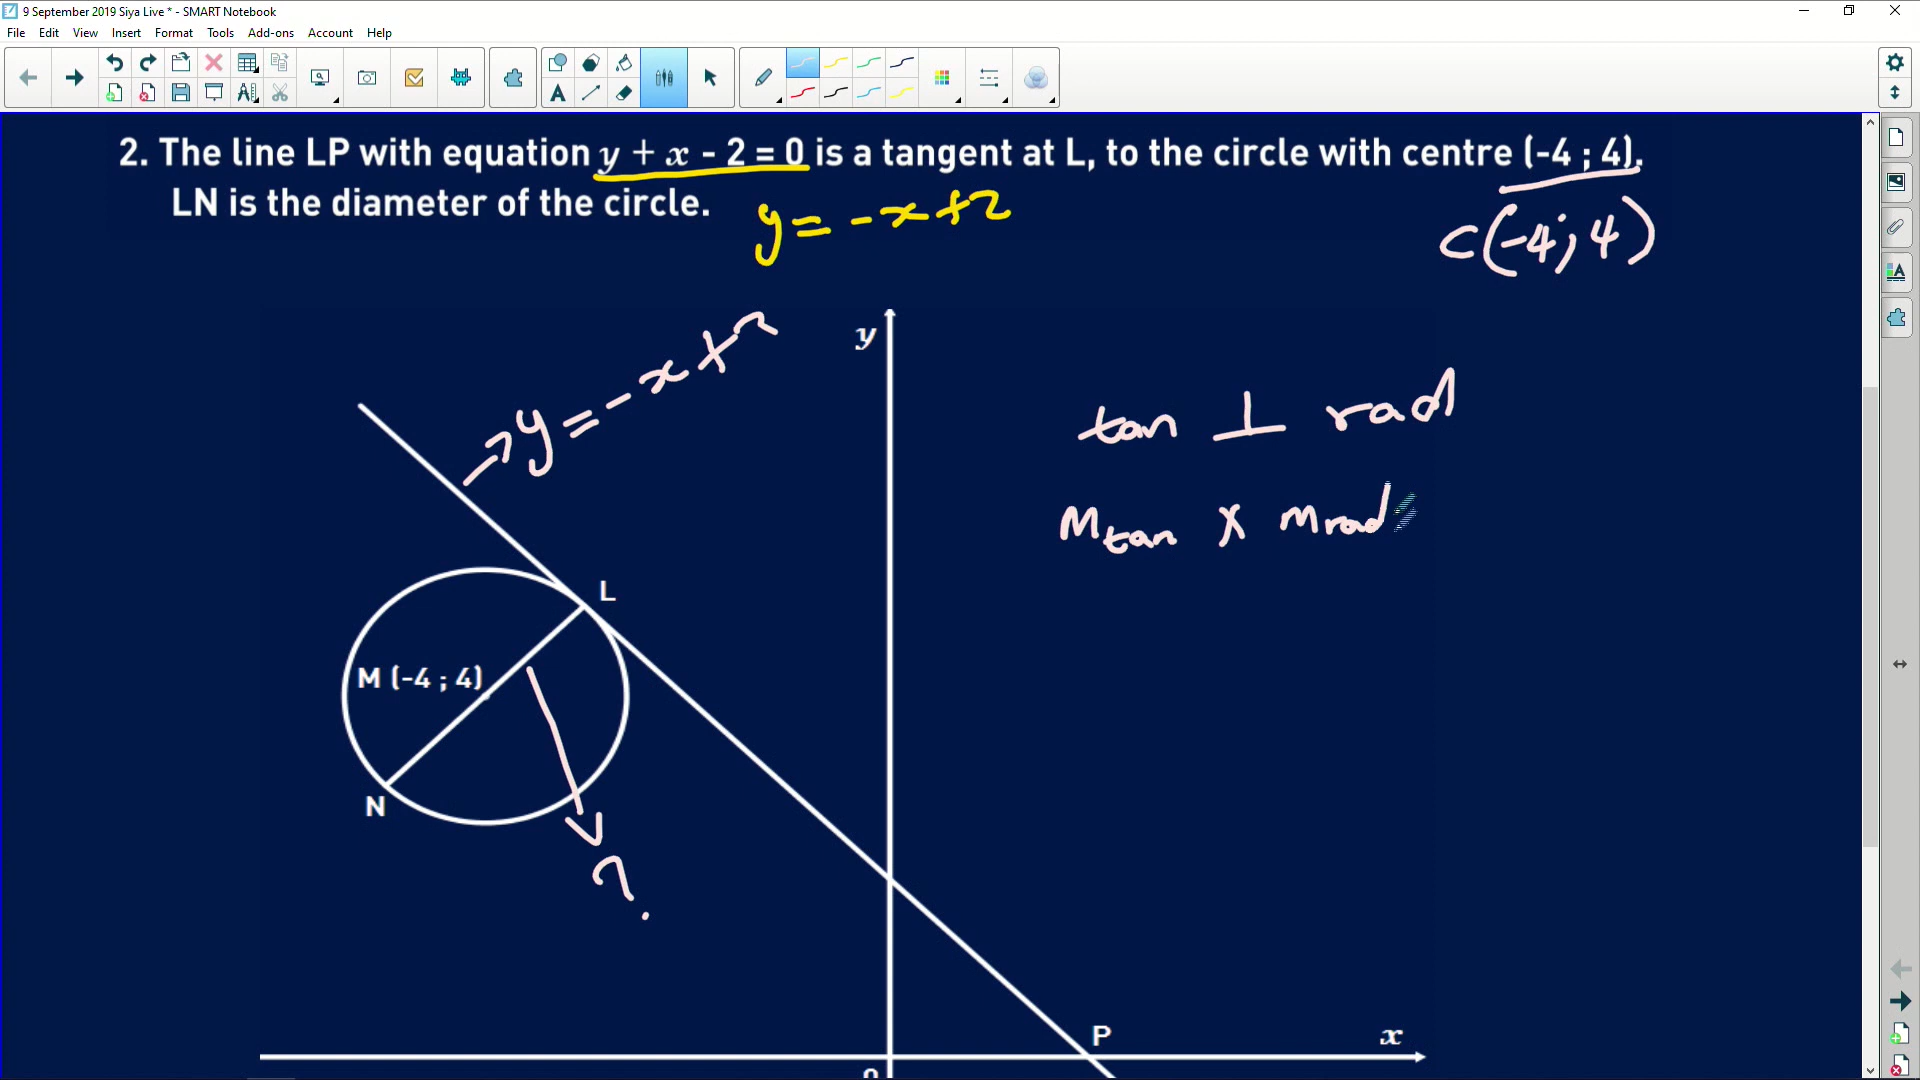 9 September 2019 Siya Live * - SMART Notebook
File Edit View Insert Format Tools Add-ons Account Help
2. The line LP with equation y + x - 2 = 0 is a tangent at L, to the circle with centre (-4 ; 4).
LN is the diameter of the circle.
y = -x + 2
C(-4; 4)
y
y = -x + 2
tan ⊥ rad
Mtan x mrad
L
M (-4 ; 4)
N
?.
P
x